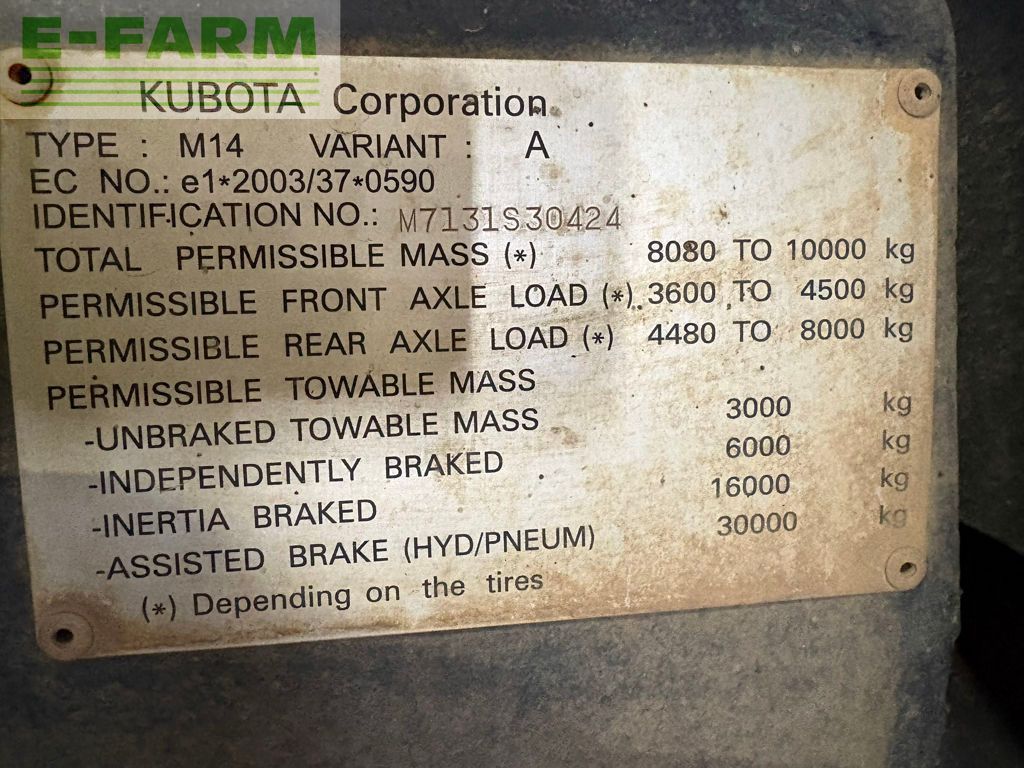 E-FARM
KUBOTA Corporation
TYPE : M14 VARIANT : A
EC NO.: e1*2003/37*0590
IDENTIFICATION NO.: M7131S30424
TOTAL PERMISSIBLE MASS (*) 8080 TO 10000 kg
PERMISSIBLE FRONT AXLE LOAD (*) 3600 TO 4500 kg
PERMISSIBLE REAR AXLE LOAD (*) 4480 TO 8000 kg
PERMISSIBLE TOWABLE MASS
-UNBRAKED TOWABLE MASS 3000 kg
-INDEPENDENTLY BRAKED 6000 kg
-INERTIA BRAKED 16000 kg
-ASSISTED BRAKE (HYD/PNEUM) 30000 kg
(*) Depending on the tires